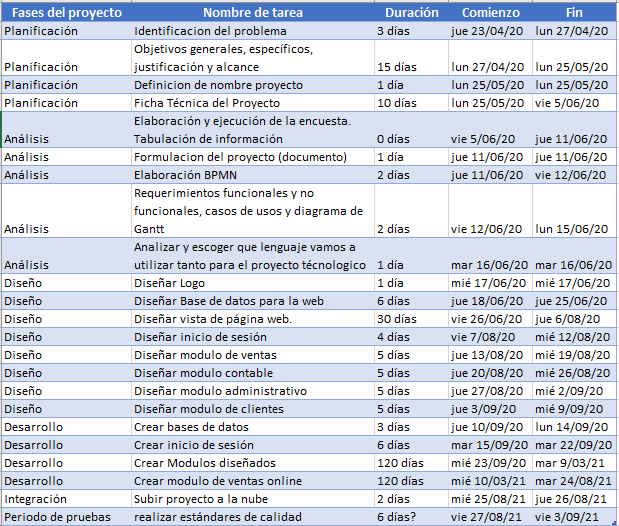 Fases del proyecto Nombre de tarea Duración Comienzo Fin
Planificación Identificacion del problema 3 días jue 23/04/20 lun 27/04/20
Objetivos generales, específicos,
Planificación justificación y alcance 15 días lun 27/04/20 lun 25/05/20
Planificación Definicion de nombre proyecto 1 día lun 25/05/20 lun 25/05/20
Planificación Ficha Técnica del Proyecto 10 días lun 25/05/20 vie 5/06/20
Elaboración y ejecución de la encuesta.
Análisis Tabulación de información 0 días vie 5/06/20 jue 11/06/20
Análisis Formulacion del proyecto (documento) 1 día jue 11/06/20 jue 11/06/20
Análisis Elaboración BPMN 2 días jue 11/06/20 vie 12/06/20
Requerimientos funcionales y no
funcionales, casos de usos y diagrama de
Análisis Gantt 2 días vie 12/06/20 lun 15/06/20
Analizar y escoger que lenguaje vamos a
Análisis utilizar tanto para el proyecto técnologico 1 día mar 16/06/20 mar 16/06/20
Diseño Diseñar Logo 1 día mié 17/06/20 mié 17/06/20
Diseño Diseñar Base de datos para la web 6 días jue 18/06/20 jue 25/06/20
Diseño Diseñar vista de página web. 30 días vie 26/06/20 jue 6/08/20
Diseño Diseñar inicio de sesión 4 días vie 7/08/20 mié 12/08/20
Diseño Diseñar modulo de ventas 5 días jue 13/08/20 mié 19/08/20
Diseño Diseñar modulo contable 5 días jue 20/08/20 mié 26/08/20
Diseño Diseñar modulo administrativo 5 días jue 27/08/20 mié 2/09/20
Diseño Diseñar modulo de clientes 5 días jue 3/09/20 mié 9/09/20
Desarrollo Crear bases de datos 3 días jue 10/09/20 lun 14/09/20
Desarrollo Crear inicio de sesión 6 días mar 15/09/20 mar 22/09/20
Desarrollo Crear Modulos diseñados 120 días mié 23/09/20 mar 9/03/21
Desarrollo Crear modulo de ventas online 120 días mié 10/03/21 mar 24/08/21
Integración Subir proyecto a la nube 2 días mié 25/08/21 jue 26/08/21
Periodo de pruebas realizar estándares de calidad 6 días? vie 27/08/21 vie 3/09/21